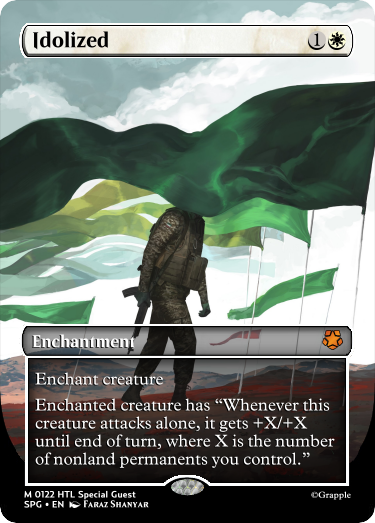 Idolized 1
Enchantment
Enchant creature
Enchanted creature has “Whenever this
creature attacks alone, it gets +X/+X
until end of turn, where X is the number
of nonland permanents you control.”
M 0122 HTL Special Guest
SPG • EN Faraz Shanyar
©Grapple